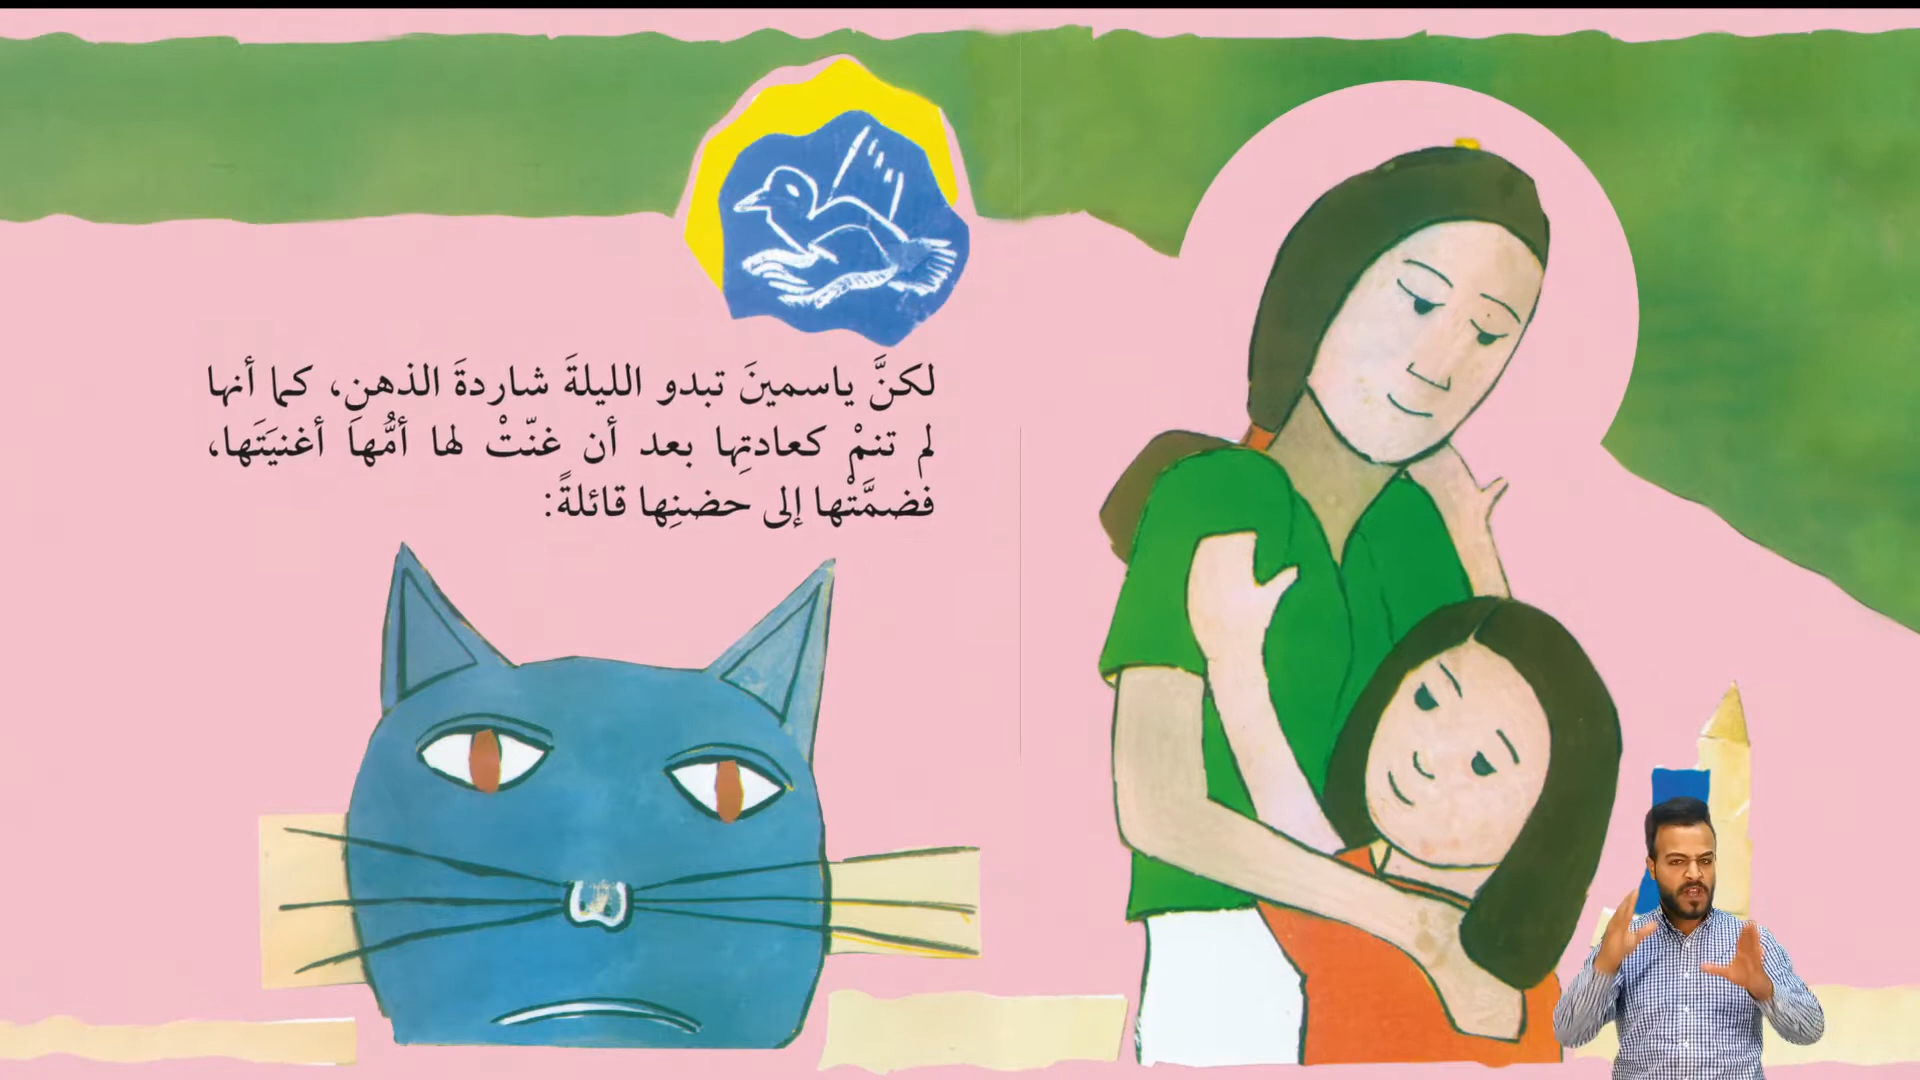 لكنَّ ياسمينَ تبدو الليلةَ شاردةَ الذهنِ، كما أنها
لم تنمْ كعادتِها بعد أن غنّتْ لها أمُّها أغنيَتَها،
فضمَّتْها إلى حضنِها قائلةً: